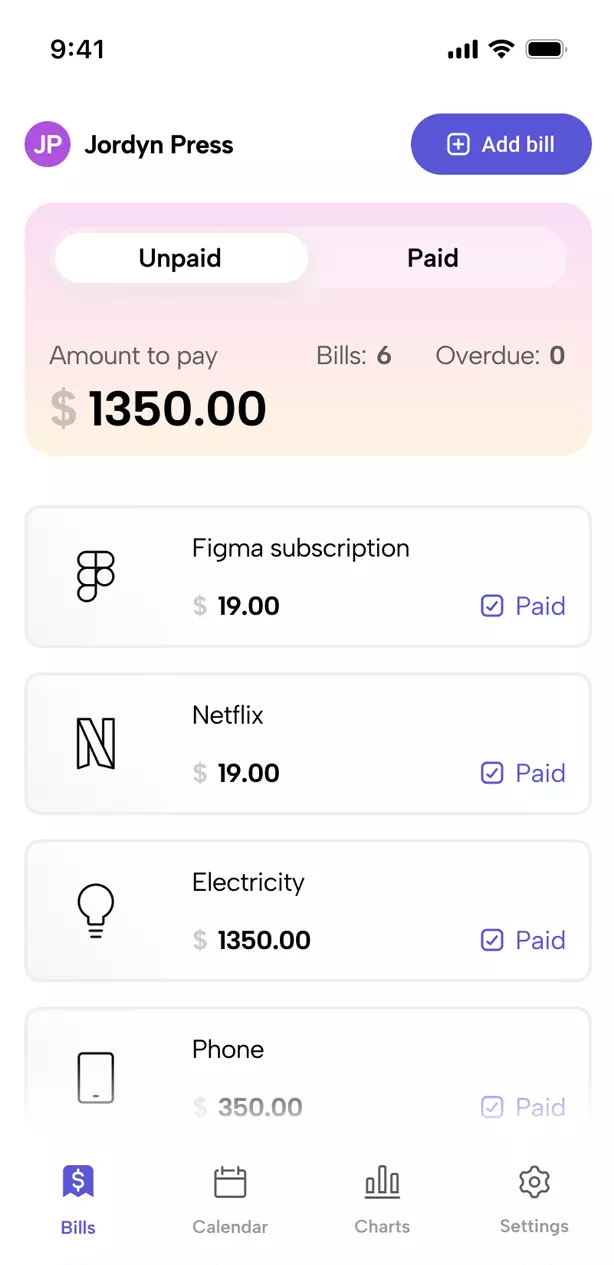 9:41
JP Jordyn Press Add bill
Unpaid Paid
Amount to pay Bills: 6 Overdue: 0
$ 1350.00
Figma subscription
$ 19.00 Paid
Netflix
$ 19.00 Paid
Electricity
$ 1350.00 Paid
Phone
$ 350.00 Paid
$
Bills Calendar Charts Settings